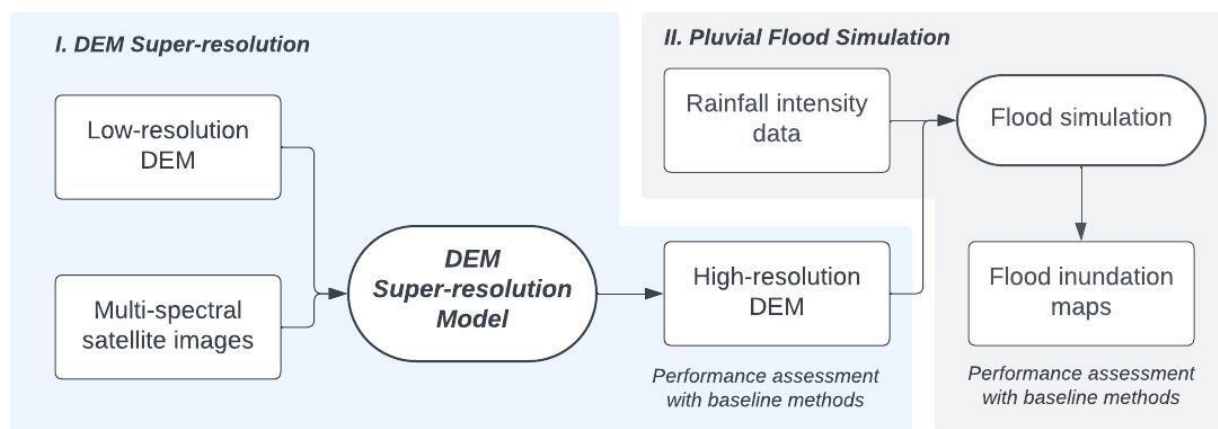 I. DEM Super-resolution
Low-resolution
DEM
Multi-spectral
satellite images
DEM
Super-resolution
Model
High-resolution
DEM
Performance assessment
with baseline methods
II. Pluvial Flood Simulation
Rainfall intensity
data
Flood simulation
Flood inundation
maps
Performance assessment
with baseline methods